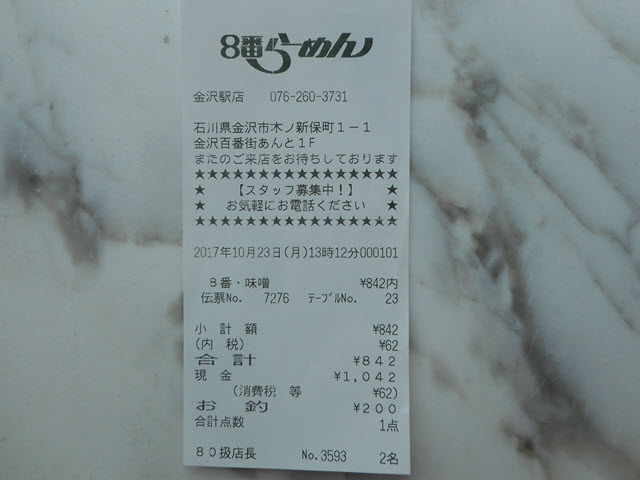 8番らーめん
金沢駅店 076-260-3731
石川県金沢市木ノ新保町１－１
金沢百番街あんと１F
またのご来店をお待ちしております
★★★★★★★★★★★★★★★★
★ 【スタッフ募集中！】 ★
★ お気軽にお電話ください ★
★★★★★★★★★★★★★★★★
2017年10月23日(月)13時12分000101
８番・味噌 ¥842内
伝票No. 7276 テーブルNo. 23
小 計 額 ¥842
(内 税) ¥62
合 計 ¥８４２
現 金 ¥１,０４２
(消費税 等 ¥62)
お 釣 ¥２００
合計点数 1点
８０扱店長 No.3593 2名